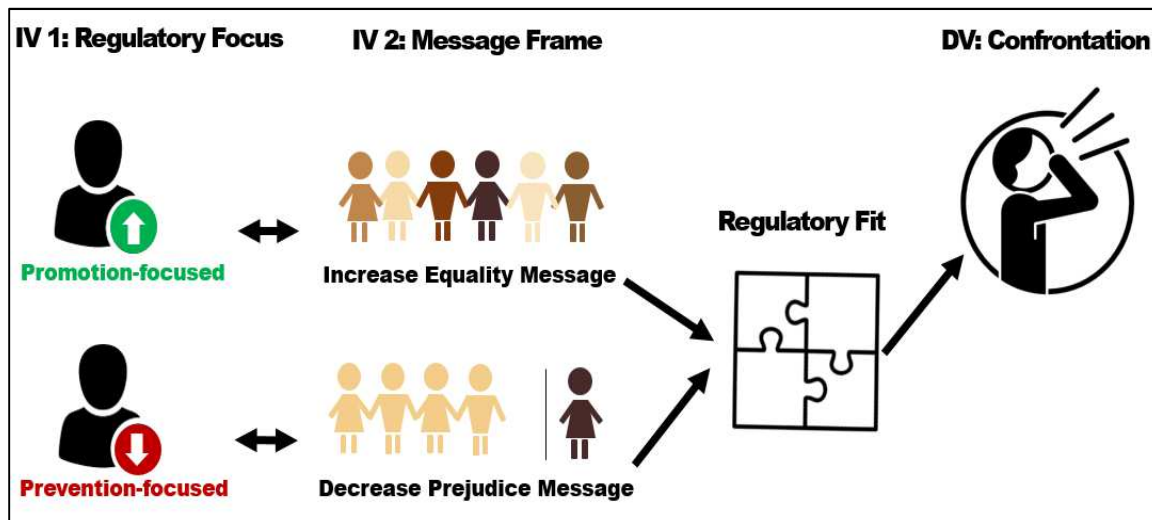 IV 1: Regulatory Focus
IV 2: Message Frame
DV: Confrontation
Regulatory Fit
Promotion-focused
Increase Equality Message
Prevention-focused
Decrease Prejudice Message